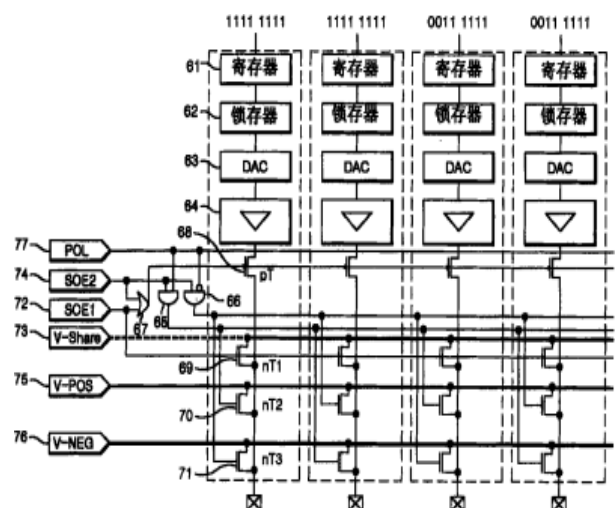 1111 1111 1111 1111 0011 1111 0011 1111
61 寄存器 寄存器 寄存器 寄存器
62 锁存器 锁存器 锁存器 锁存器
63 DAC DAC DAC DAC
64
68
77 POL
74 SOE2 pT
66
72 SOE1
67 65
73 V-Share
69 nT1
75 V-POS
70 nT2
76 V-NEG
71 nT3